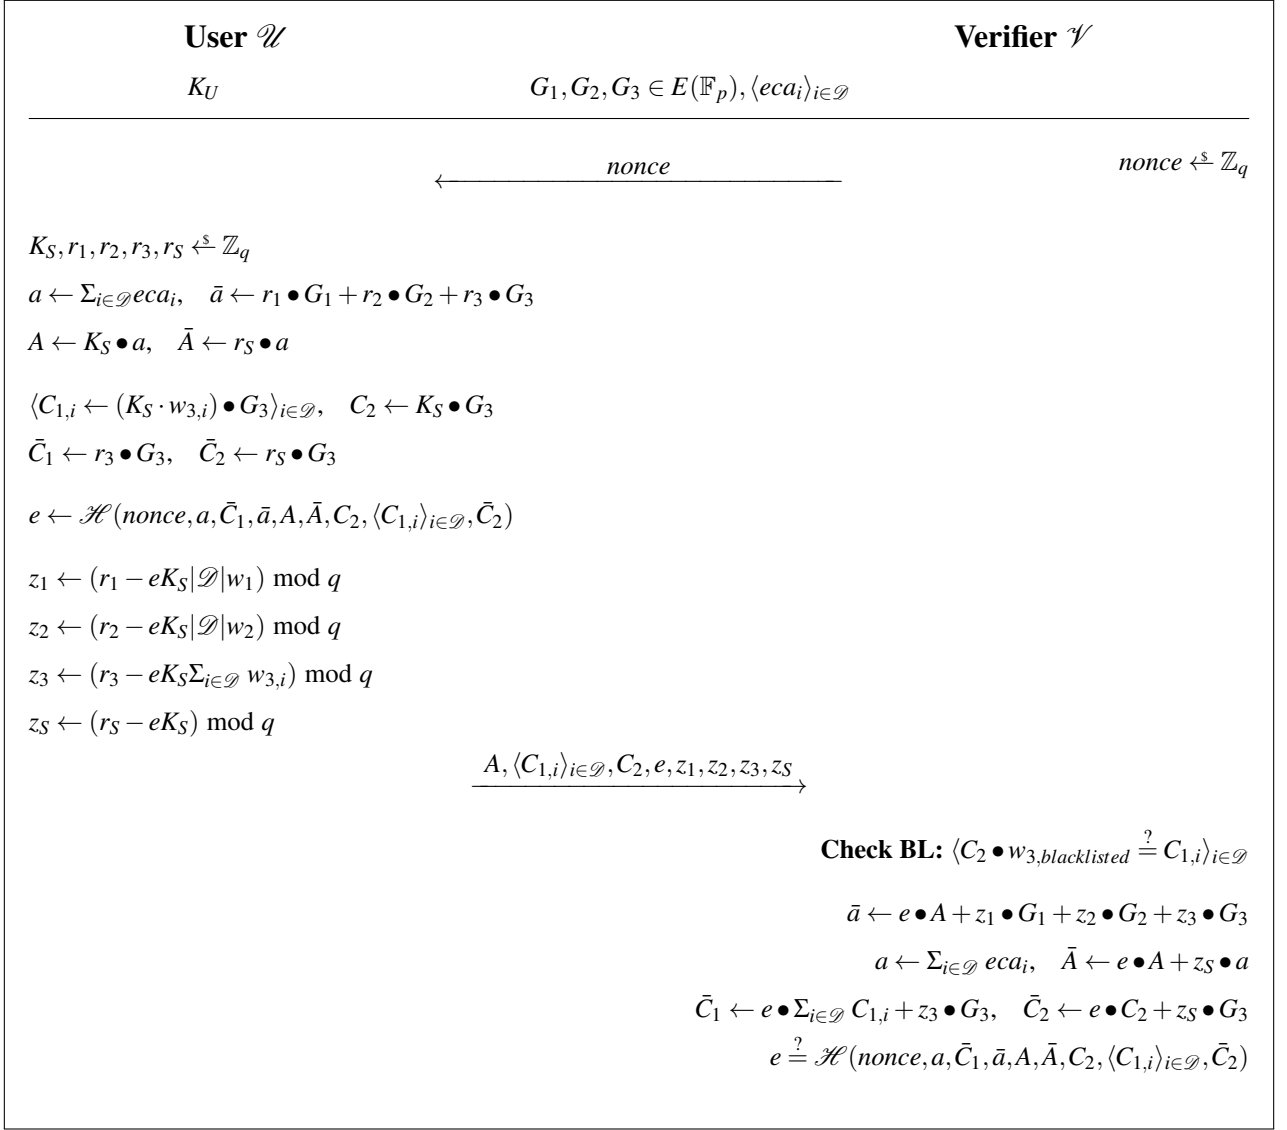 User 𝒰 Verifier 𝒱
K_U G_1, G_2, G_3 ∈ E(𝔽_p), ⟨eca_i⟩_{i∈𝒟}
nonce ←$ ℤ_q
nonce
K_S, r_1, r_2, r_3, r_S ←$ ℤ_q
a ← Σ_{i∈𝒟} eca_i, ā ← r_1 • G_1 + r_2 • G_2 + r_3 • G_3
A ← K_S • a, Ā ← r_S • a
⟨C_{1,i} ← (K_S · w_{3,i}) • G_3⟩_{i∈𝒟}, C_2 ← K_S • G_3
C̄_1 ← r_3 • G_3, C̄_2 ← r_S • G_3
e ← ℋ(nonce, a, C̄_1, ā, A, Ā, C_2, ⟨C_{1,i}⟩_{i∈𝒟}, C̄_2)
z_1 ← (r_1 − eK_S|𝒟|w_1) mod q
z_2 ← (r_2 − eK_S|𝒟|w_2) mod q
z_3 ← (r_3 − eK_SΣ_{i∈𝒟} w_{3,i}) mod q
z_S ← (r_S − eK_S) mod q
A, ⟨C_{1,i}⟩_{i∈𝒟}, C_2, e, z_1, z_2, z_3, z_S
Check BL: ⟨C_2 • w_{3,blacklisted} ≟ C_{1,i}⟩_{i∈𝒟}
ā ← e • A + z_1 • G_1 + z_2 • G_2 + z_3 • G_3
a ← Σ_{i∈𝒟} eca_i, Ā ← e • A + z_S • a
C̄_1 ← e • Σ_{i∈𝒟} C_{1,i} + z_3 • G_3, C̄_2 ← e • C_2 + z_S • G_3
e ≟ ℋ(nonce, a, C̄_1, ā, A, Ā, C_2, ⟨C_{1,i}⟩_{i∈𝒟}, C̄_2)